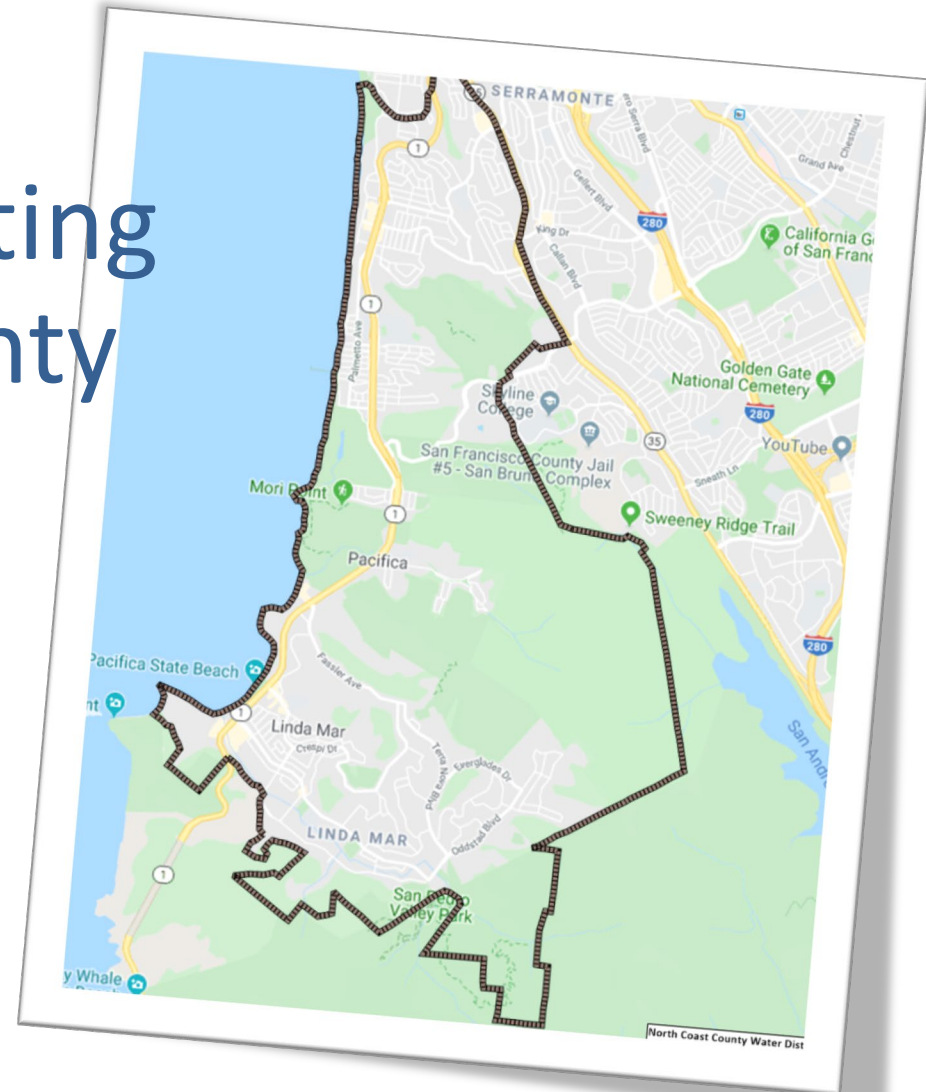 ting
nty
SERRAMONTE
1
Grand Ave
Chestnut
Gellert Blvd
280
King Dr
Callan Blvd
California G
of San Franc
1
Palmetto Ave
Golden Gate
National Cemetery
280
Skyline
College
YouTube
35
San Francisco County Jail
#5 - San Bruno Complex
Sneath Ln
Mori Point
1
Sweeney Ridge Trail
Pacifica
280
Pacifica State Beach
Fassler Ave
nt
1
Linda Mar
Crespi Dr
San Andr
Terra Nova Blvd
Everglades Dr
LINDA MAR
Oddstad Blvd
1
San Pedro
Valley Park
y Whale
North Coast County Water Dist